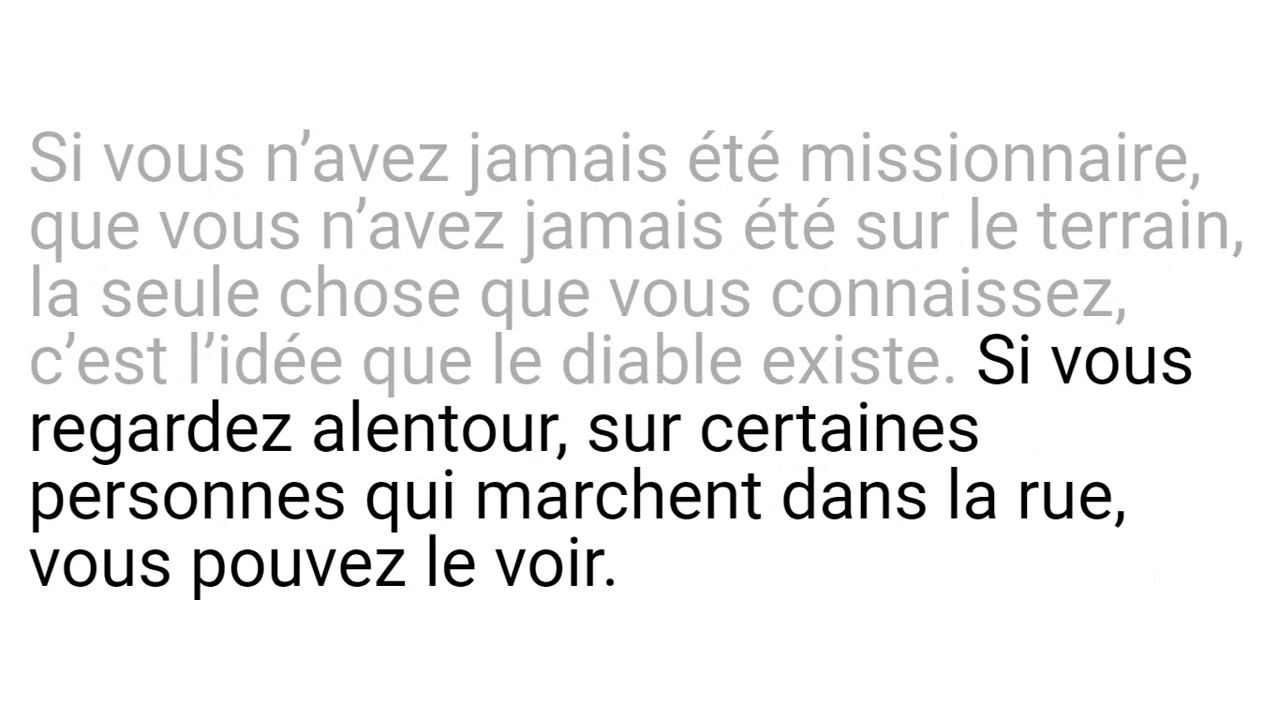 Si vous n’avez jamais été missionnaire,
que vous n’avez jamais été sur le terrain,
la seule chose que vous connaissez,
c’est l’idée que le diable existe. Si vous
regardez alentour, sur certaines
personnes qui marchent dans la rue,
vous pouvez le voir.